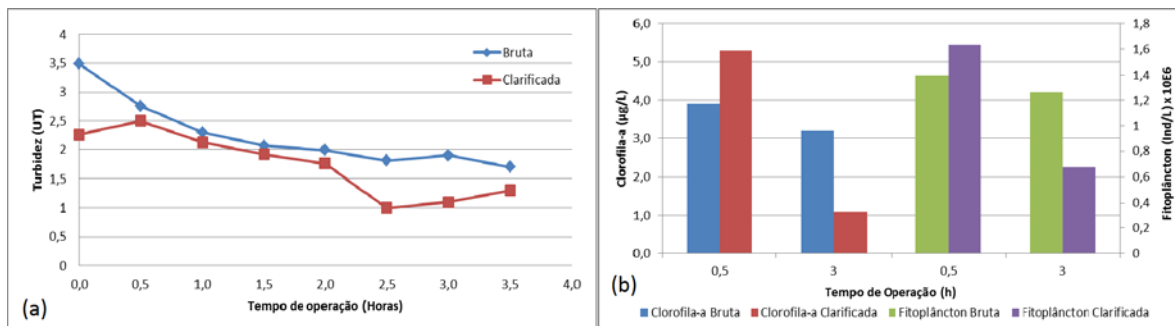 4
3,5
3
2,5
2
1,5
1
0,5
0
Turbidez (UT)
Bruta
Clarificada
0,0 0,5 1,0 1,5 2,0 2,5 3,0 3,5 4,0
Tempo de operação (Horas)
(a)
6,0
5,0
4,0
3,0
2,0
1,0
0,0
Clorofila-a (µg/L)
1,8
1,6
1,4
1,2
1
0,8
0,6
0,4
0,2
0
Fitoplâncton (Ind/L) x 10E6
0,5 3 0,5 3
Tempo de Operação (h)
(b)
Clorofila-a Bruta Clorofila-a Clarificada Fitoplâncton Bruta Fitoplâncton Clarificada